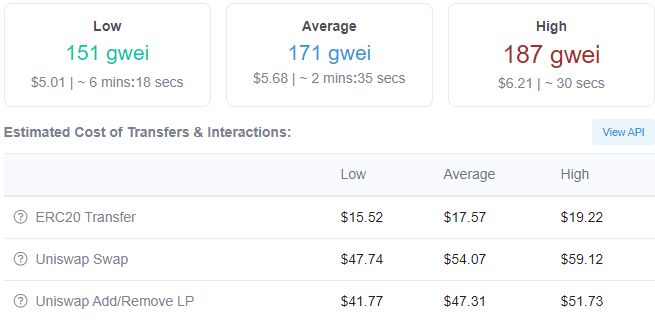 Low Average High
151 gwei 171 gwei 187 gwei
$5.01 | ~ 6 mins:18 secs $5.68 | ~ 2 mins:35 secs $6.21 | ~ 30 secs
Estimated Cost of Transfers & Interactions: View API
Low Average High
? ERC20 Transfer $15.52 $17.57 $19.22
? Uniswap Swap $47.74 $54.07 $59.12
? Uniswap Add/Remove LP $41.77 $47.31 $51.73